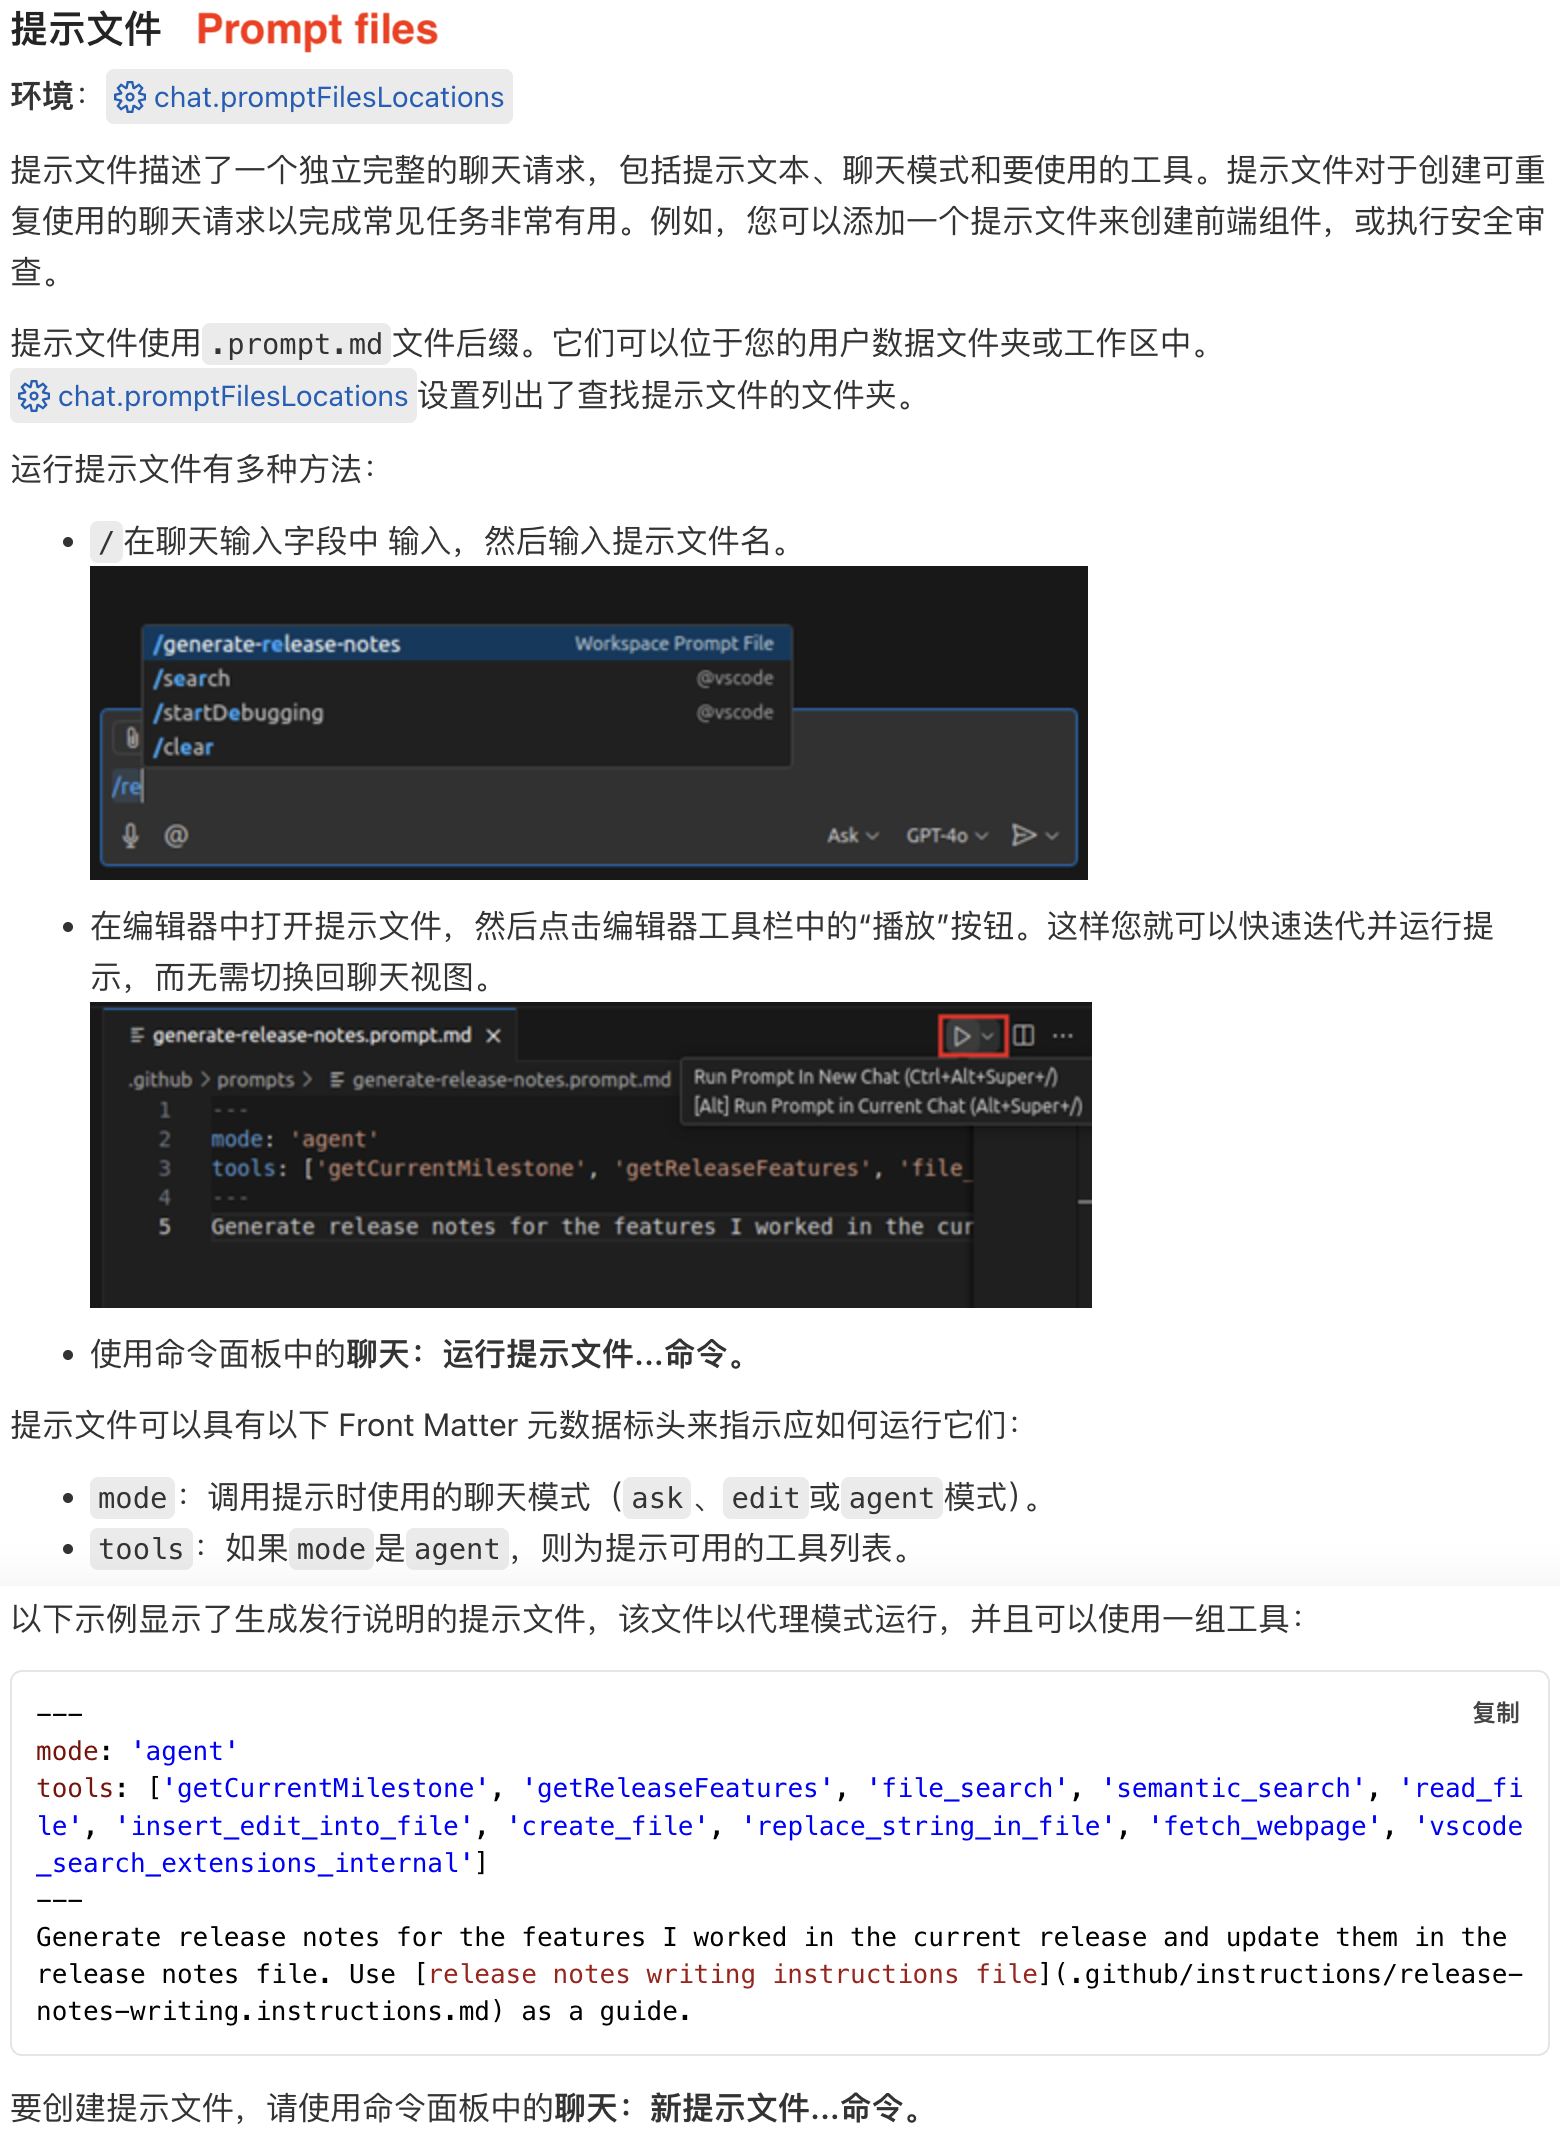 提示文件 Prompt files
环境： chat.promptFilesLocations
提示文件描述了一个独立完整的聊天请求，包括提示文本、聊天模式和要使用的工具。提示文件对于创建可重
复使用的聊天请求以完成常见任务非常有用。例如，您可以添加一个提示文件来创建前端组件，或执行安全审
查。
提示文件使用 .prompt.md 文件后缀。它们可以位于您的用户数据文件夹或工作区中。
chat.promptFilesLocations 设置列出了查找提示文件的文件夹。
运行提示文件有多种方法：
• / 在聊天输入字段中 输入，然后输入提示文件名。
/generate-release-notes Workspace Prompt File
/search @vscode
/startDebugging @vscode
/clear
/re
@ Ask GPT-4o
• 在编辑器中打开提示文件，然后点击编辑器工具栏中的“播放”按钮。这样您就可以快速迭代并运行提
示，而无需切换回聊天视图。
generate-release-notes.prompt.md ×
.github > prompts > generate-release-notes.prompt.md
Run Prompt In New Chat (Ctrl+Alt+Super+/)
[Alt] Run Prompt in Current Chat (Alt+Super+/)
1 ---
2 mode: 'agent'
3 tools: ['getCurrentMilestone', 'getReleaseFeatures', 'file_
4 ---
5 Generate release notes for the features I worked in the cur
• 使用命令面板中的聊天：运行提示文件...命令。
提示文件可以具有以下 Front Matter 元数据标头来指示应如何运行它们：
• mode ：调用提示时使用的聊天模式（ ask 、 edit 或 agent 模式）。
• tools ：如果 mode 是 agent ，则为提示可用的工具列表。
以下示例显示了生成发行说明的提示文件，该文件以代理模式运行，并且可以使用一组工具：
--- 复制
mode: 'agent'
tools: ['getCurrentMilestone', 'getReleaseFeatures', 'file_search', 'semantic_search', 'read_fi
le', 'insert_edit_into_file', 'create_file', 'replace_string_in_file', 'fetch_webpage', 'vscode
_search_extensions_internal']
---
Generate release notes for the features I worked in the current release and update them in the
release notes file. Use [release notes writing instructions file](.github/instructions/release-
notes-writing.instructions.md) as a guide.
要创建提示文件，请使用命令面板中的聊天：新提示文件...命令。